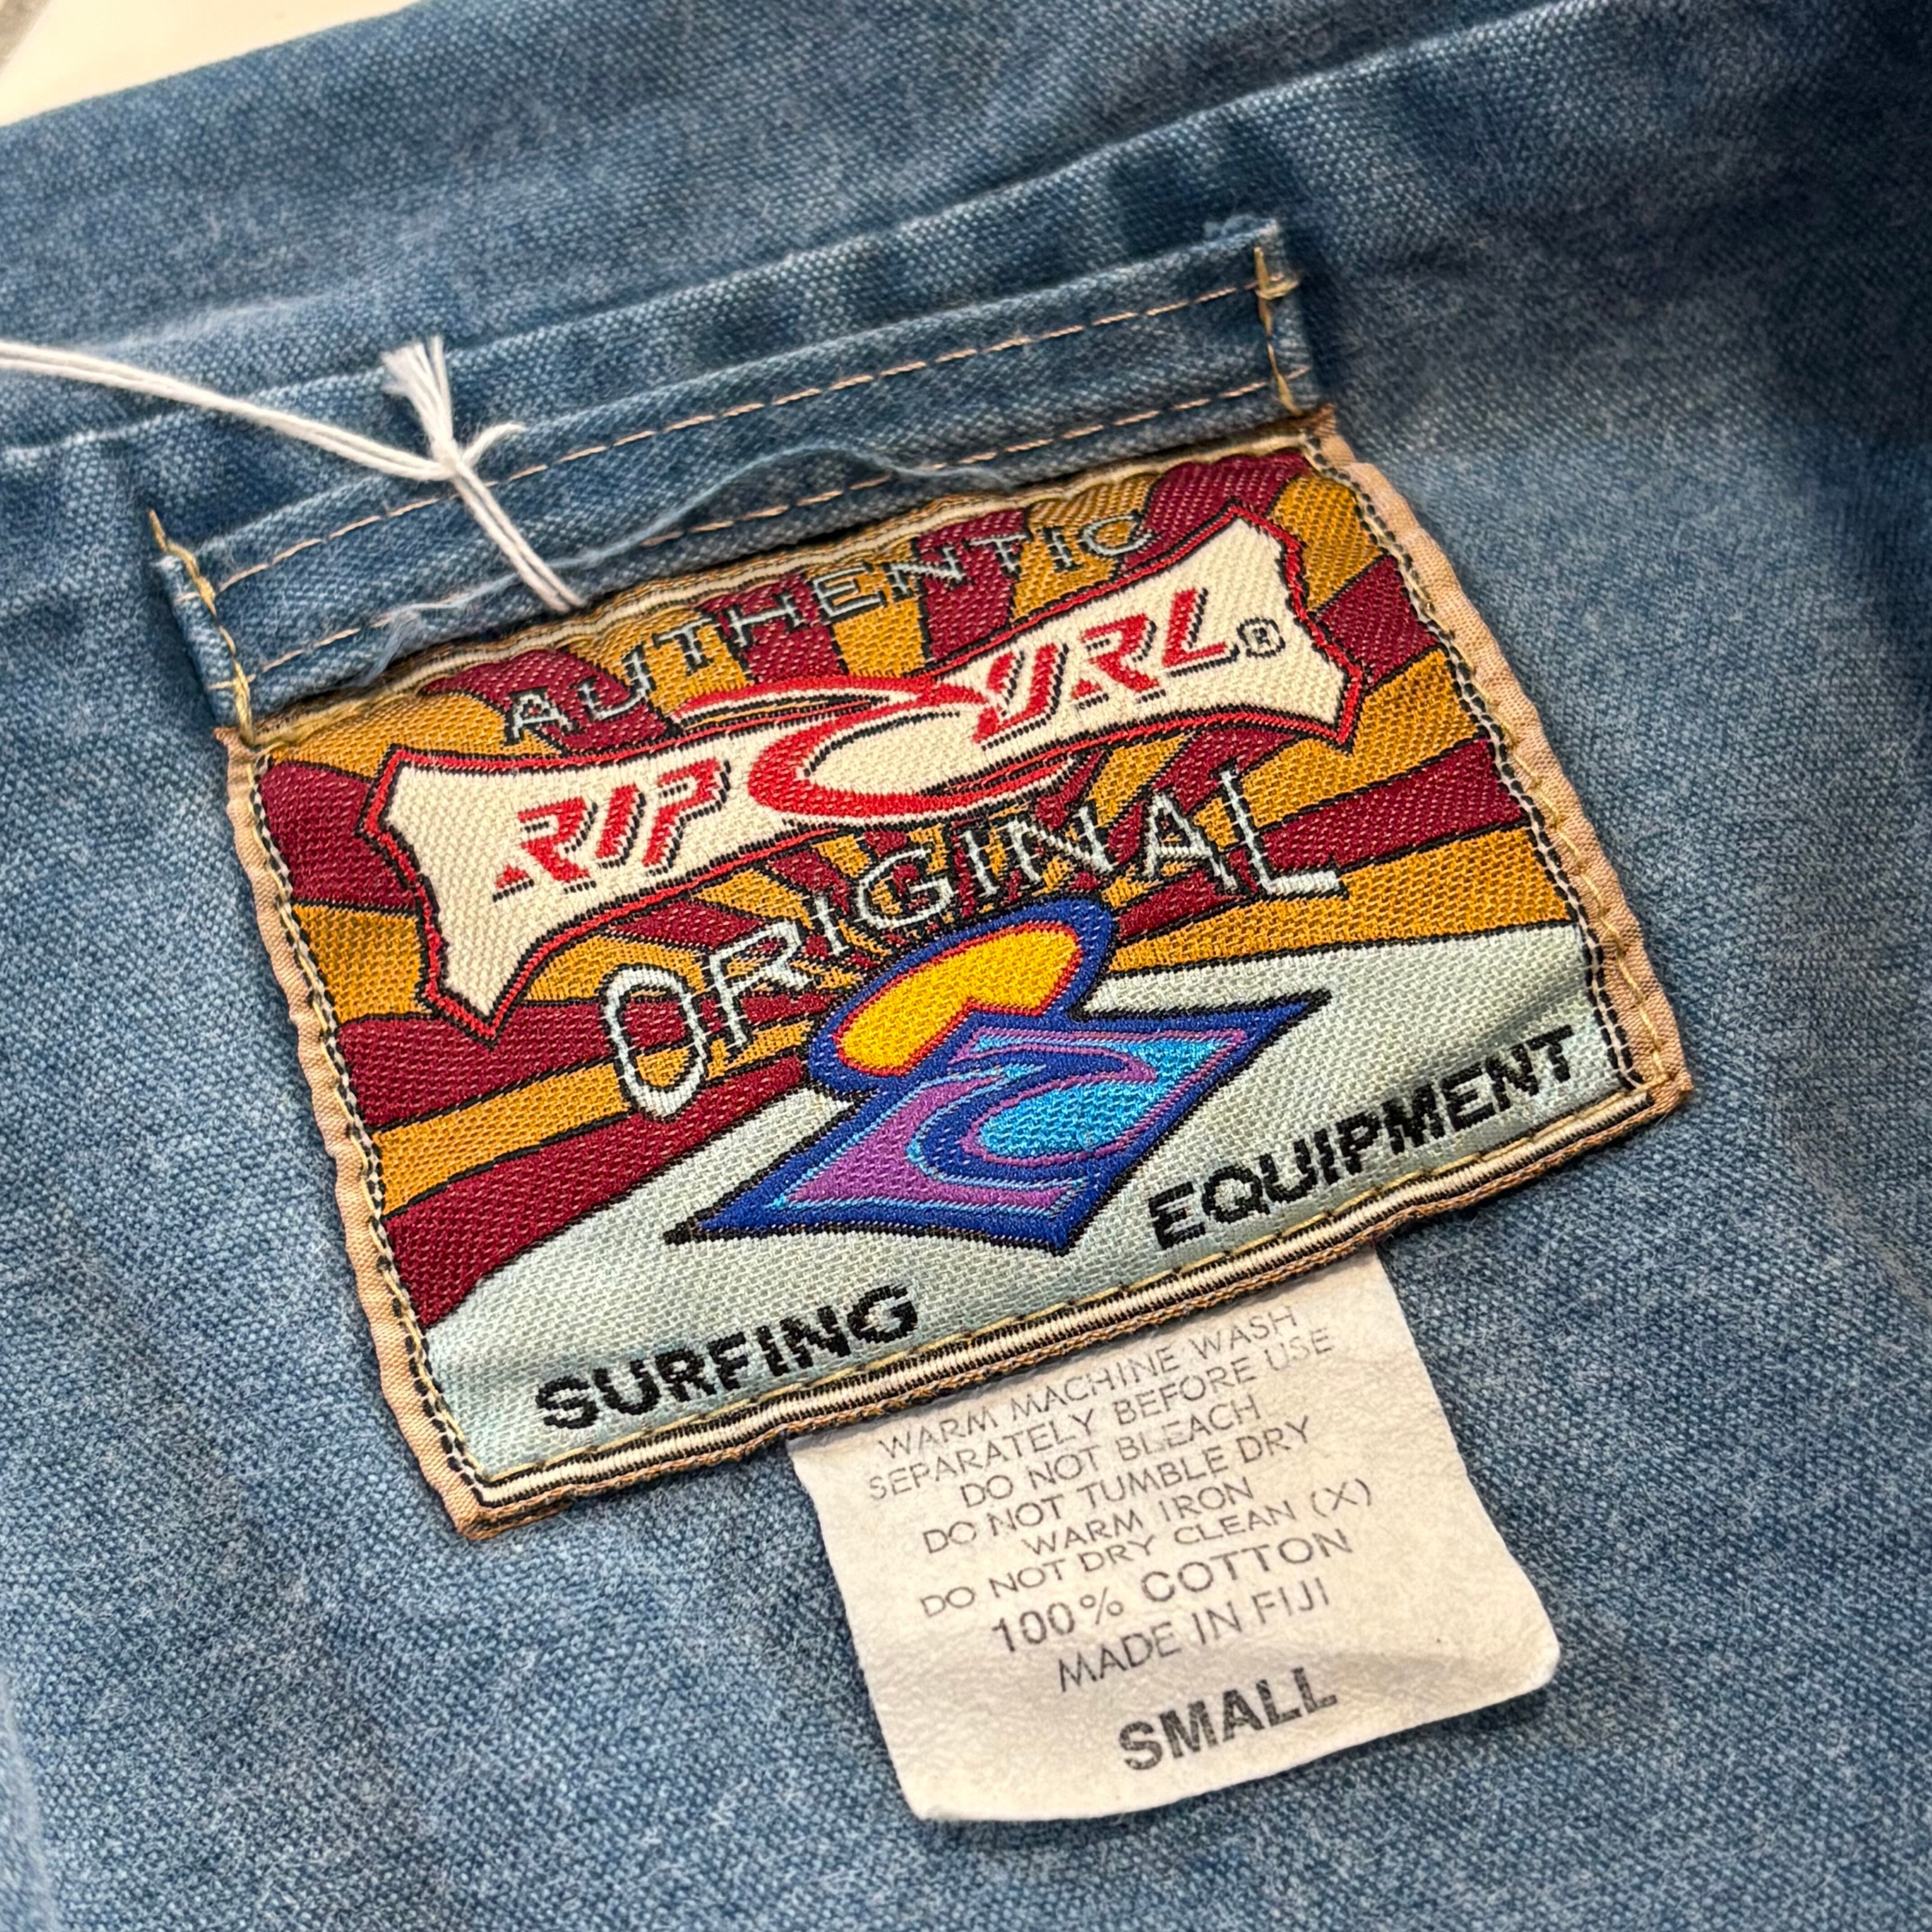 AUTHENTIC
RIP CURL®
ORIGINAL
SURFING EQUIPMENT
WARM MACHINE WASH
SEPARATELY BEFORE USE
DO NOT BLEACH
DO NOT TUMBLE DRY
WARM IRON
DO NOT DRY CLEAN (X)
100% COTTON
MADE IN FIJI
SMALL